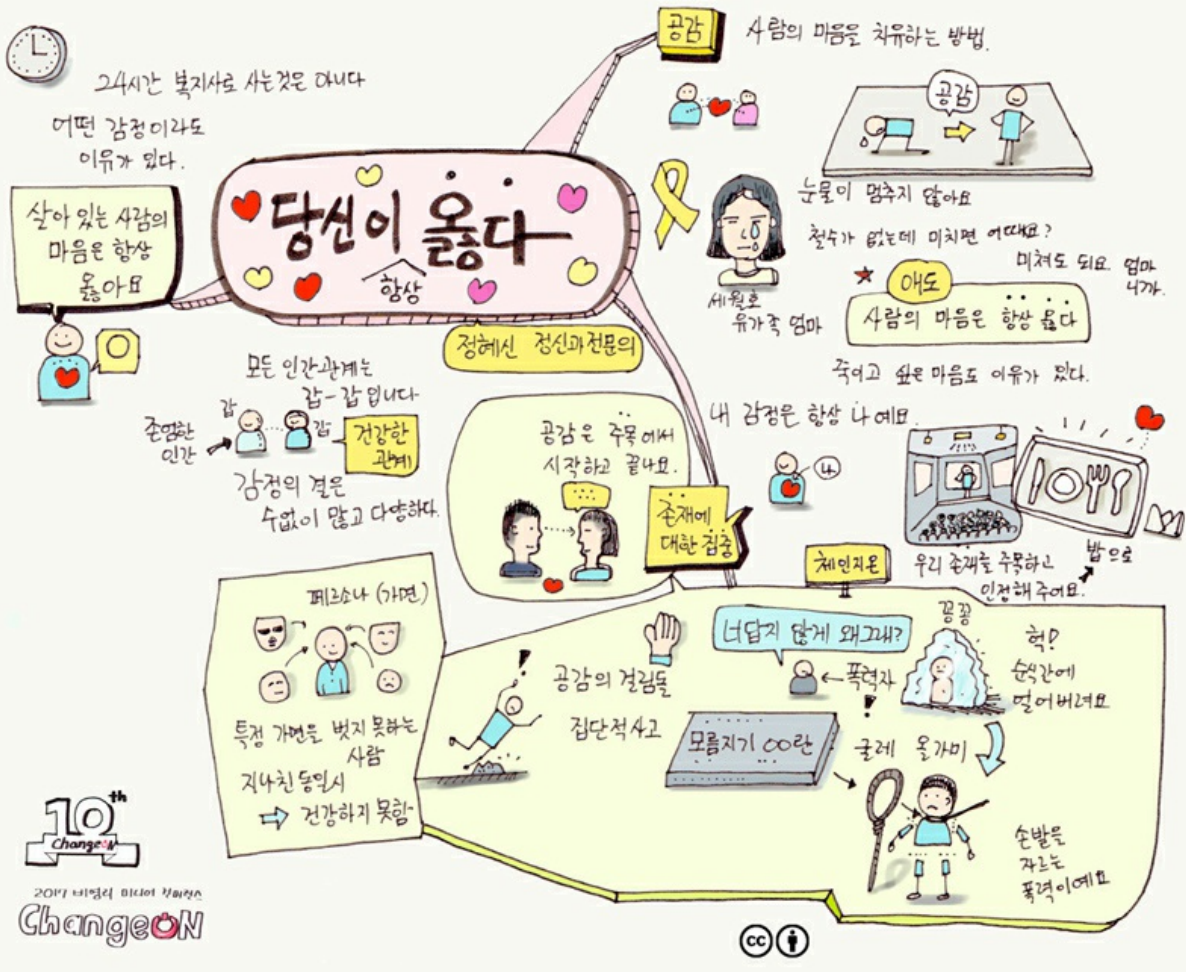 24시간 복지사로 사는것은 아니다
어떤 감정이라도
이유가 있다.
살아 있는 사람의
마음은 항상
옳아요
당신이 옳다
항상
정혜신 정신과전문의
공감
사람의 마음을 치유하는 방법.
공감
눈물이 멈추지 않아요
철수가 없는데 미치면 어때요?
미쳐도 되요. 엄마
니까.
세월호
유가족 엄마
애도
사람의 마음은 항상 옳다
죽이고 싶은 마음도 이유가 있다.
내 감정은 항상 나예요.
나
우리 존재를 주목하고
인정해 주어요.
밥으로
모든 인간관계는
갑-갑 입니다
갑
갑
존엄한
인간
건강한
관계
감정의 결은
수없이 많고 다양하다.
공감은 주목에서
시작하고 끝나요.
존재에
대한 집중
체인지온
페르소나 (가면)
특정 가면을 벗지 못하는
사람
지나친 동일시
건강하지 못함
공감의 걸림돌
집단적 사고
너답지 않게 왜그래?
폭력자
모름지기 OO란
꽁꽁
헉!
순식간에
얼어버려요
굴레 올가미
손발을
자르는
폭력이예요
10th
ChangeON
2017 비영리 미디어 컨퍼런스
ChangeON
cc